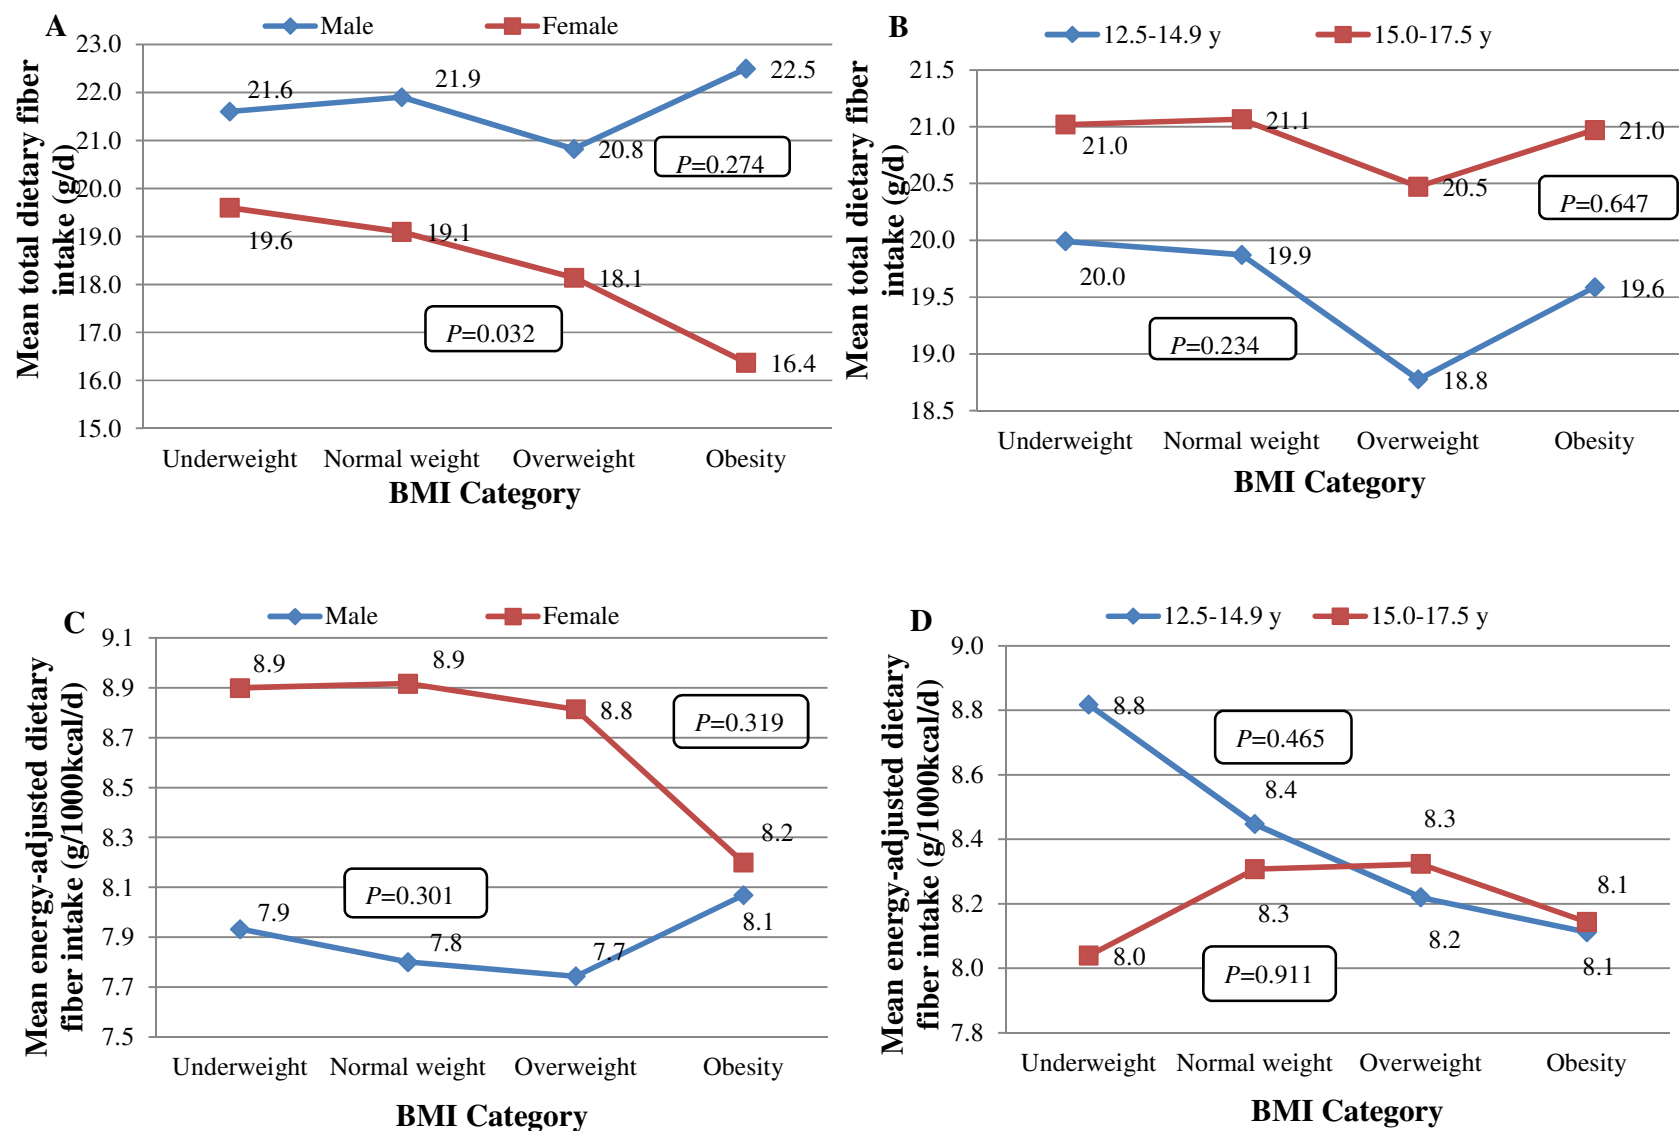 A
Male
Female
Mean total dietary fiber
intake (g/d)
23.0
22.0
21.0
20.0
19.0
18.0
17.0
16.0
15.0
21.6
21.9
20.8
22.5
P=0.274
19.6
19.1
18.1
16.4
P=0.032
Underweight
Normal weight
Overweight
Obesity
BMI Category
B
12.5-14.9 y
15.0-17.5 y
Mean total dietary fiber
intake (g/d)
21.5
21.0
20.5
20.0
19.5
19.0
18.5
21.0
21.1
20.5
21.0
P=0.647
20.0
19.9
18.8
19.6
P=0.234
Underweight
Normal weight
Overweight
Obesity
BMI Category
C
Male
Female
Mean energy-adjusted dietary
fiber intake (g/1000kcal/d)
9.1
8.9
8.7
8.5
8.3
8.1
7.9
7.7
7.5
8.9
8.9
8.8
8.2
P=0.319
P=0.301
7.9
7.8
7.7
8.1
Underweight
Normal weight
Overweight
Obesity
BMI Category
D
12.5-14.9 y
15.0-17.5 y
Mean energy-adjusted dietary
fiber intake (g/1000kcal/d)
9.0
8.8
8.6
8.4
8.2
8.0
7.8
8.8
8.4
8.2
8.1
P=0.465
8.0
8.3
8.3
8.1
P=0.911
Underweight
Normal weight
Overweight
Obesity
BMI Category